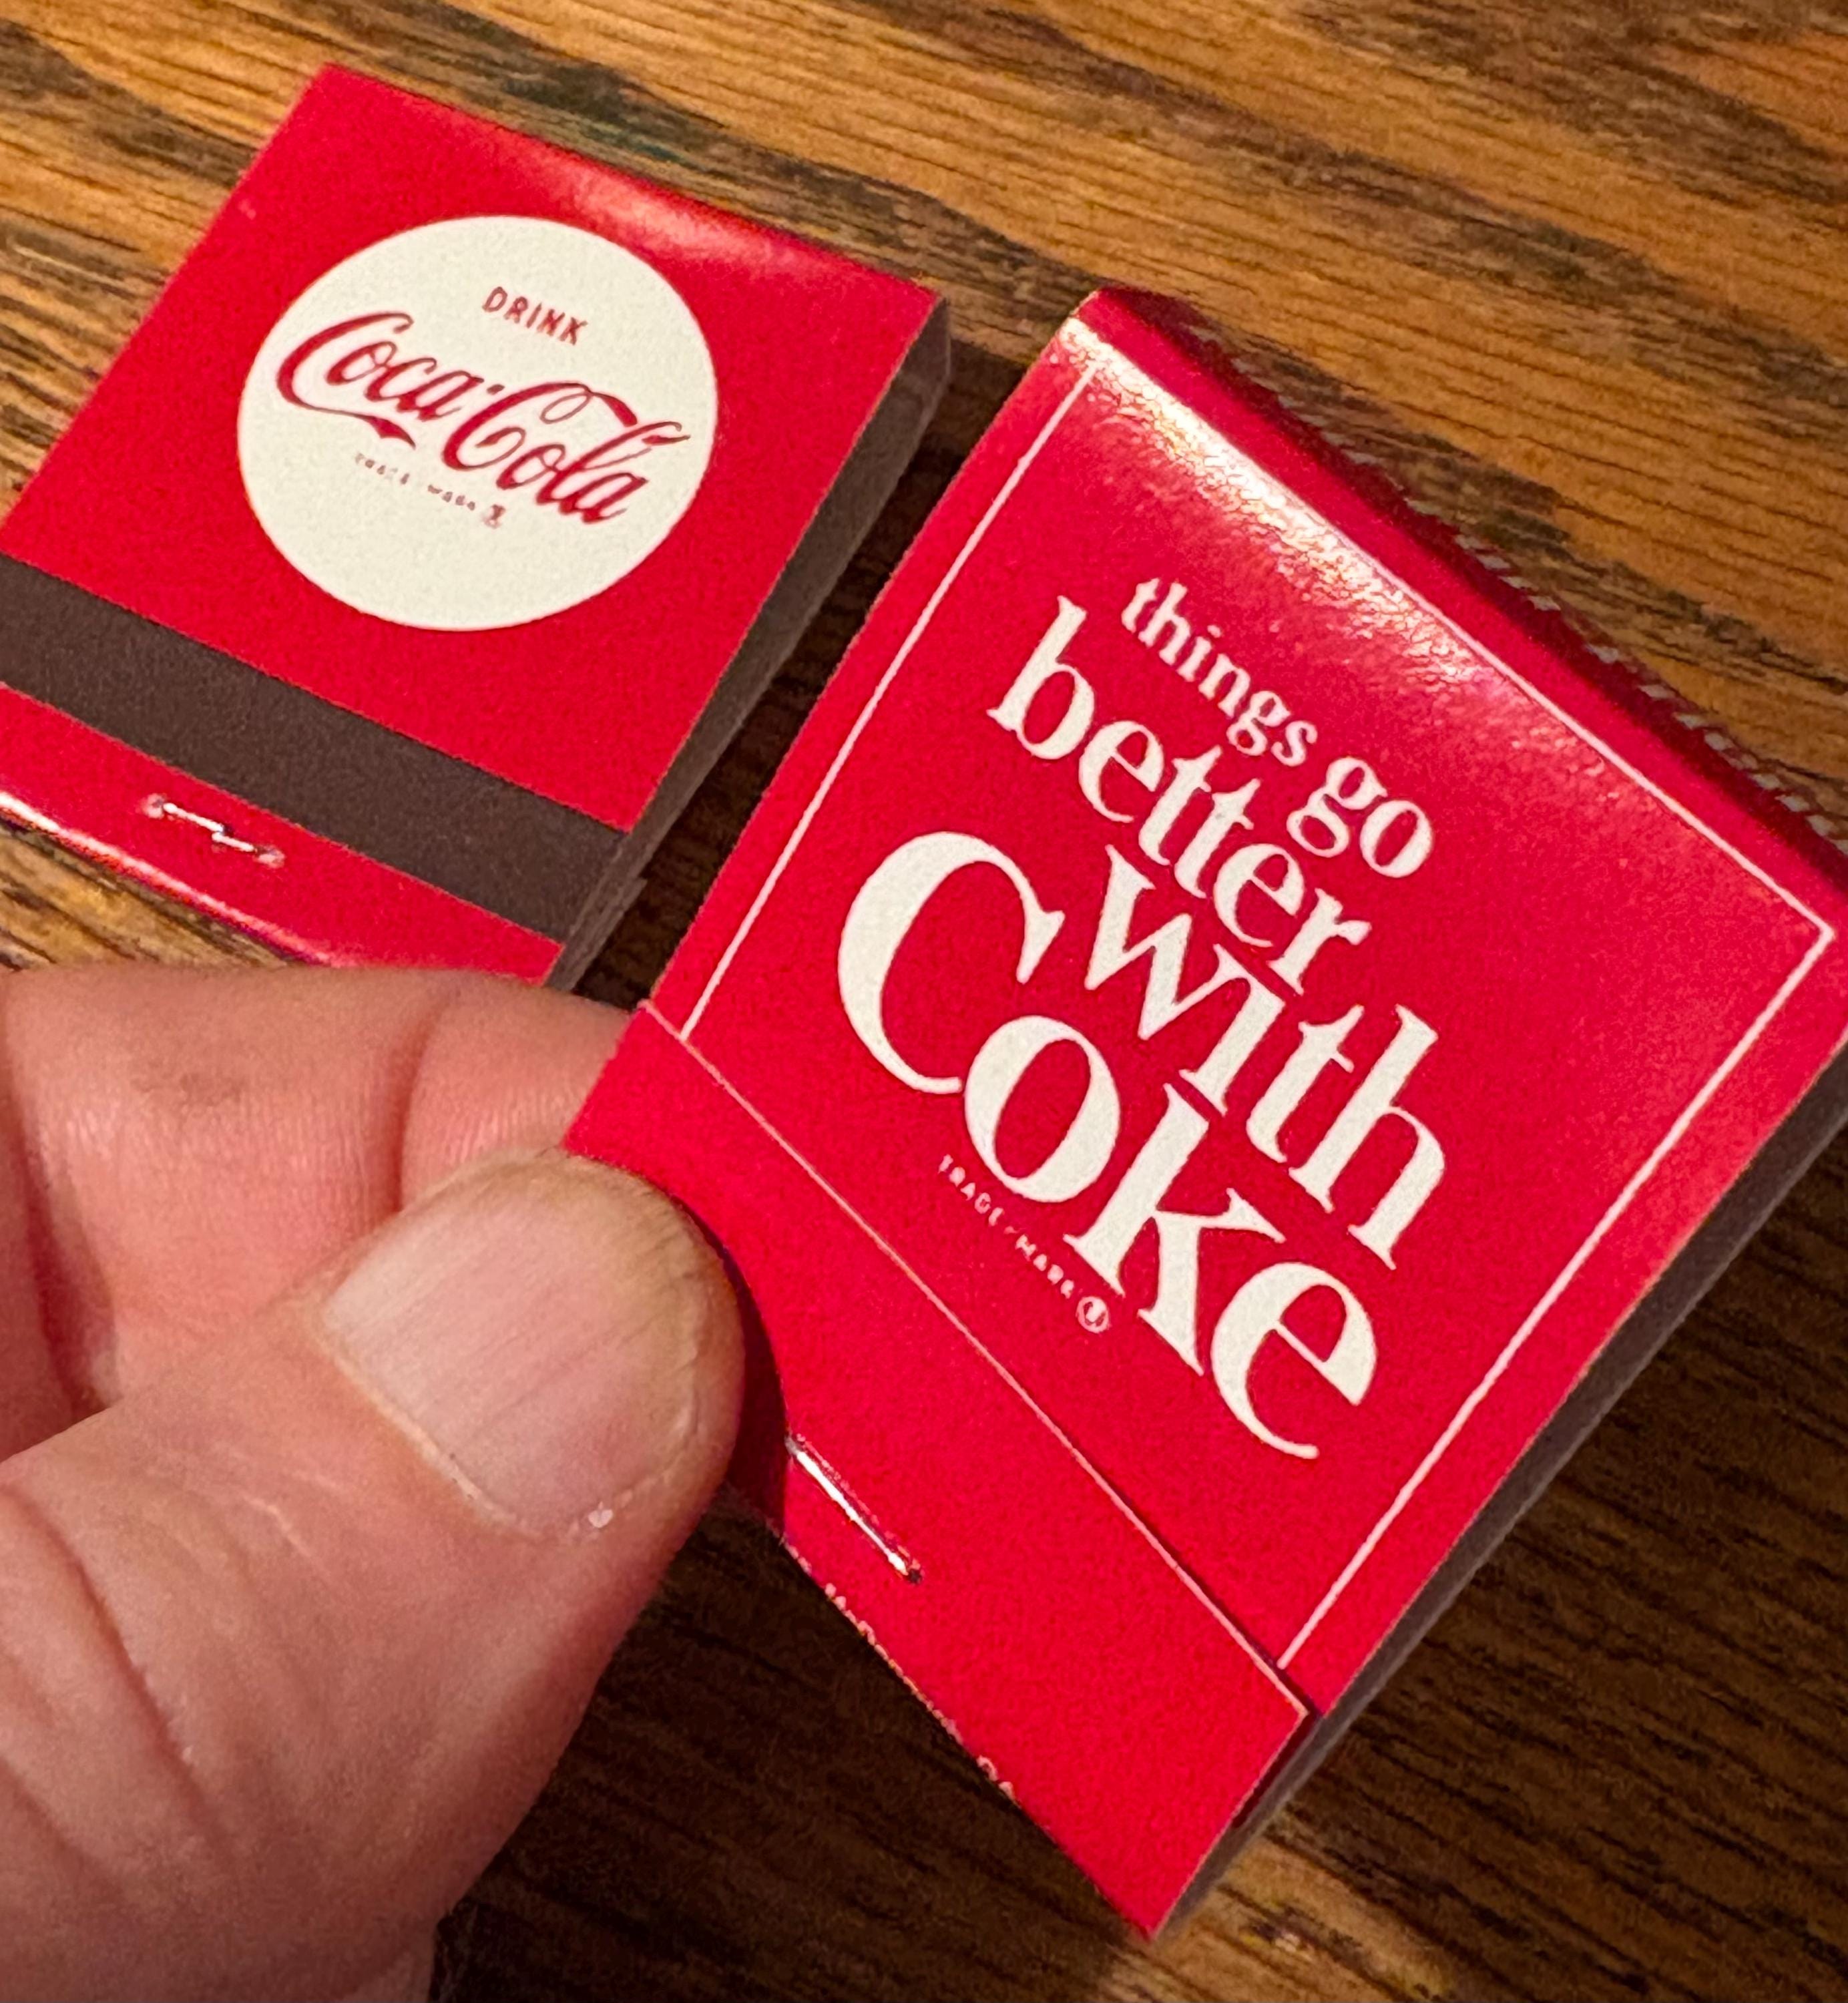 DRINK
Coca-Cola
TRADE MARK ®
things go
better
with
Coke
TRADE-MARK ®